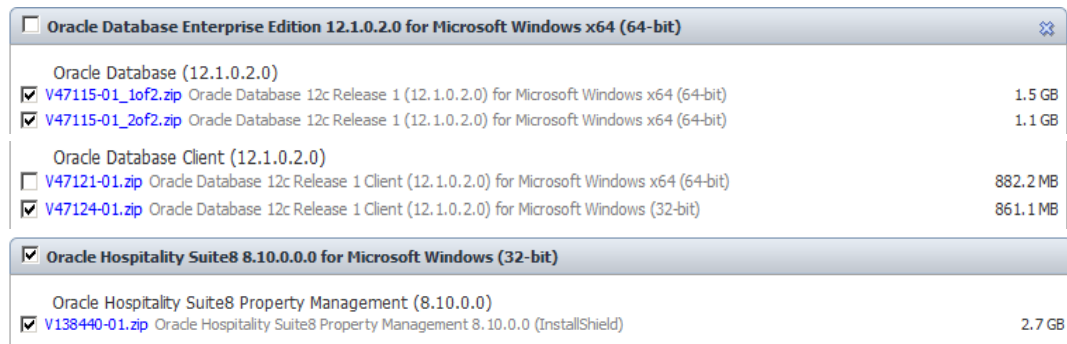 Oracle Database Enterprise Edition 12.1.0.2.0 for Microsoft Windows x64 (64-bit)
Oracle Database (12.1.0.2.0)
V47115-01_1of2.zip Oracle Database 12c Release 1 (12.1.0.2.0) for Microsoft Windows x64 (64-bit) 1.5 GB
V47115-01_2of2.zip Oracle Database 12c Release 1 (12.1.0.2.0) for Microsoft Windows x64 (64-bit) 1.1 GB
Oracle Database Client (12.1.0.2.0)
V47121-01.zip Oracle Database 12c Release 1 Client (12.1.0.2.0) for Microsoft Windows x64 (64-bit) 882.2 MB
V47124-01.zip Oracle Database 12c Release 1 Client (12.1.0.2.0) for Microsoft Windows (32-bit) 861.1 MB
Oracle Hospitality Suite8 8.10.0.0.0 for Microsoft Windows (32-bit)
Oracle Hospitality Suite8 Property Management (8.10.0.0)
V138440-01.zip Oracle Hospitality Suite8 Property Management 8.10.0.0 (InstallShield) 2.7 GB